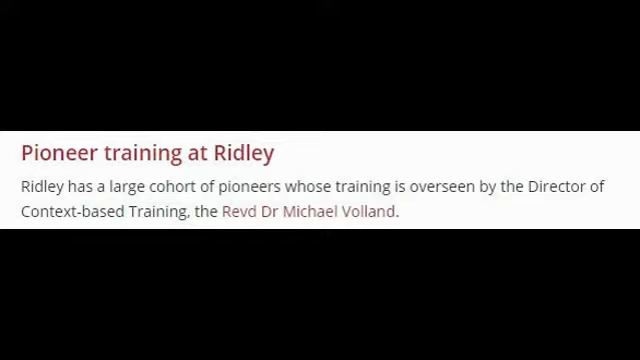 Pioneer training at Ridley
Ridley has a large cohort of pioneers whose training is overseen by the Director of
Context-based Training, the Revd Dr Michael Volland.